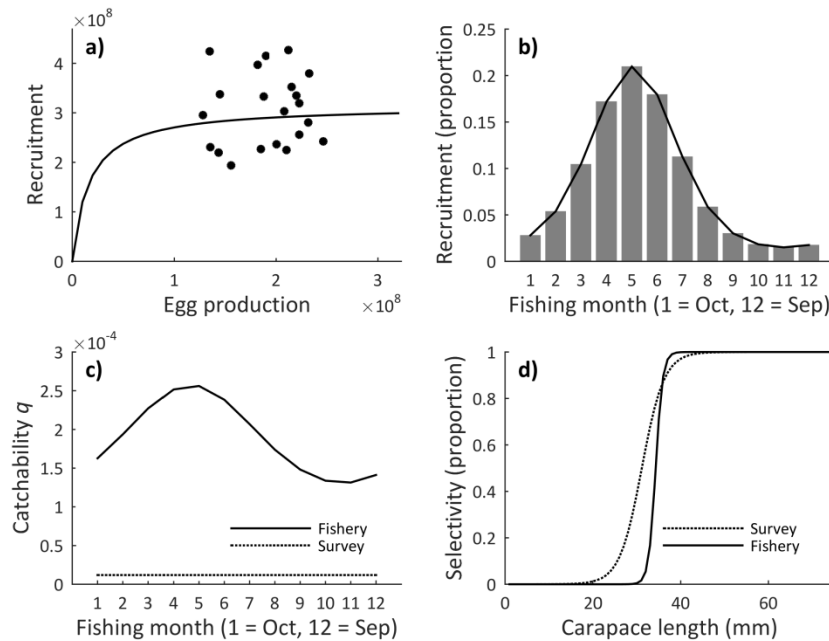 ×10⁸
a)
Recruitment
4
3
2
1
0
0
1
2
3
Egg production
×10⁸
b)
Recruitment (proportion
0.25
0.2
0.15
0.1
0.05
0
1 2 3 4 5 6 7 8 9 10 11 12
Fishing month (1 = Oct, 12 = Sep)
×10⁻⁴
c)
Catchability q
3
2.5
2
1.5
1
0.5
0
Fishery
Survey
1 2 3 4 5 6 7 8 9 10 11 12
Fishing month (1 = Oct, 12 = Sep)
d)
Selectivity (proportion)
1
0.8
0.6
0.4
0.2
0
Survey
Fishery
0 20 40 60
Carapace length (mm)